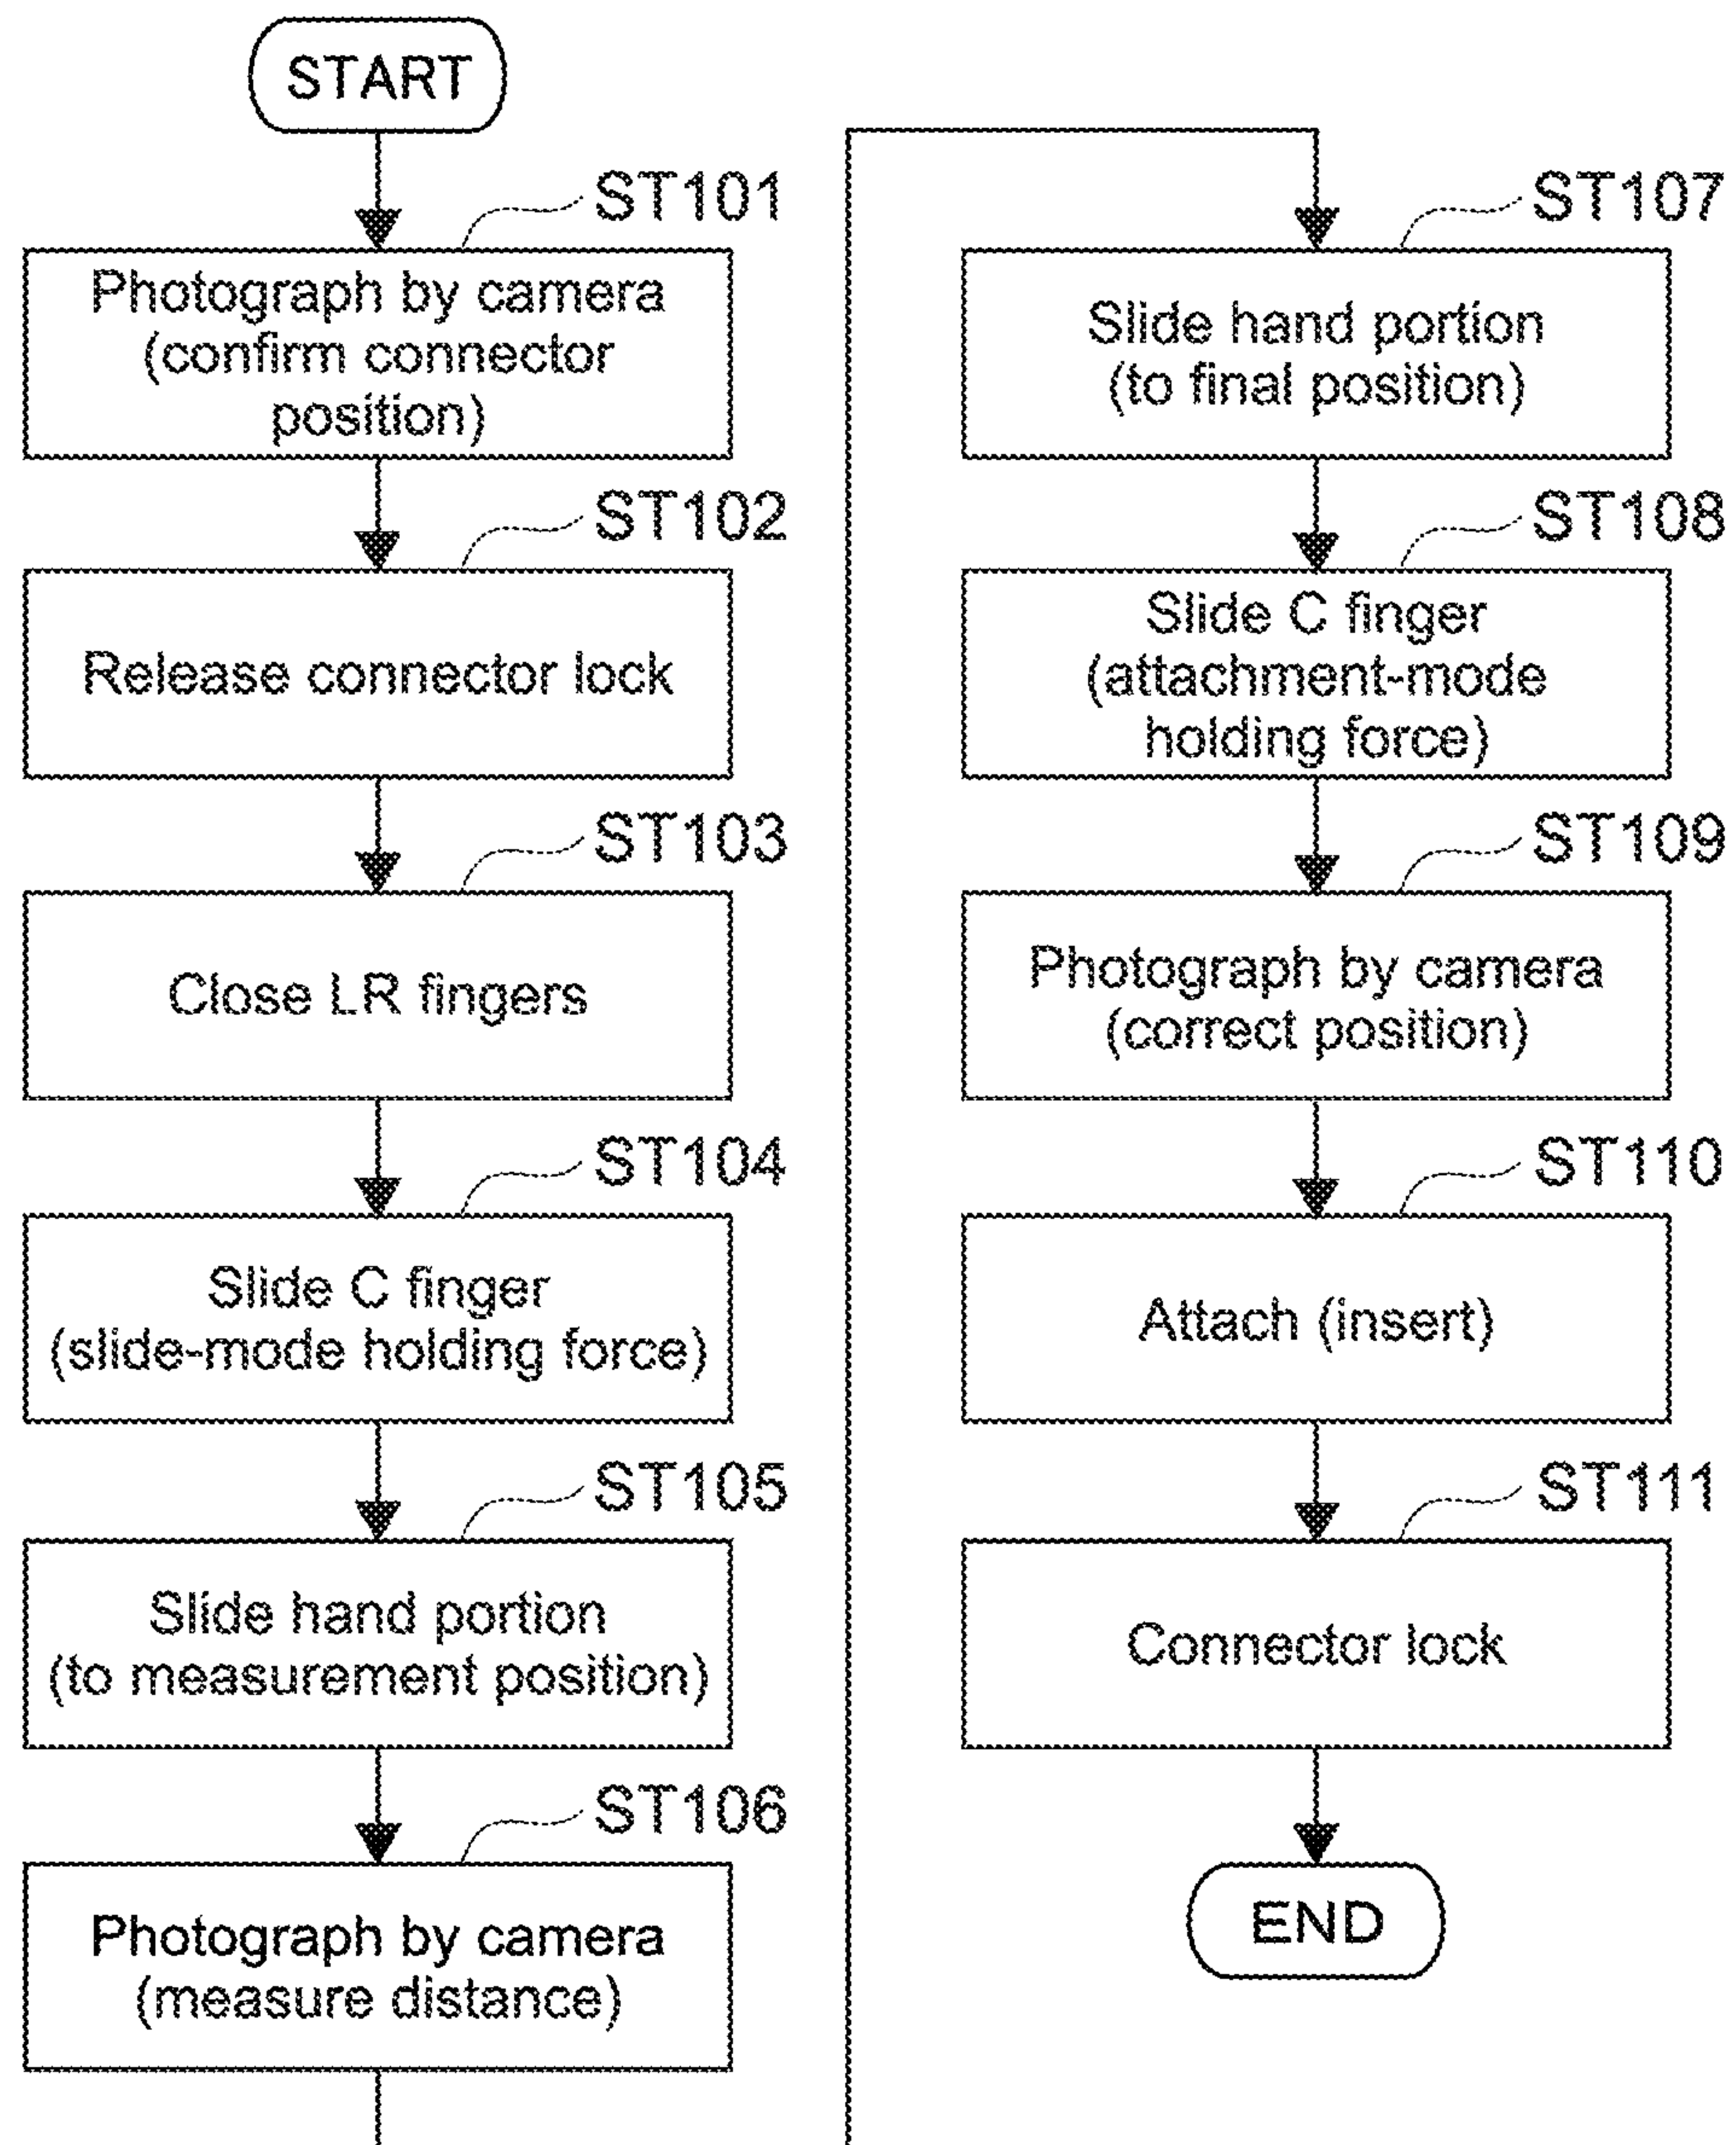 START
ST101
Photograph by camera
(confirm connector
position)
ST102
Release connector lock
ST103
Close LR fingers
ST104
Slide C finger
(slide-mode holding force)
ST105
Slide hand portion
(to measurement position)
ST106
Photograph by camera
(measure distance)
ST107
Slide hand portion
(to final position)
ST108
Slide C finger
(attachment-mode
holding force)
ST109
Photograph by camera
(correct position)
ST110
Attach (insert)
ST111
Connector lock
END